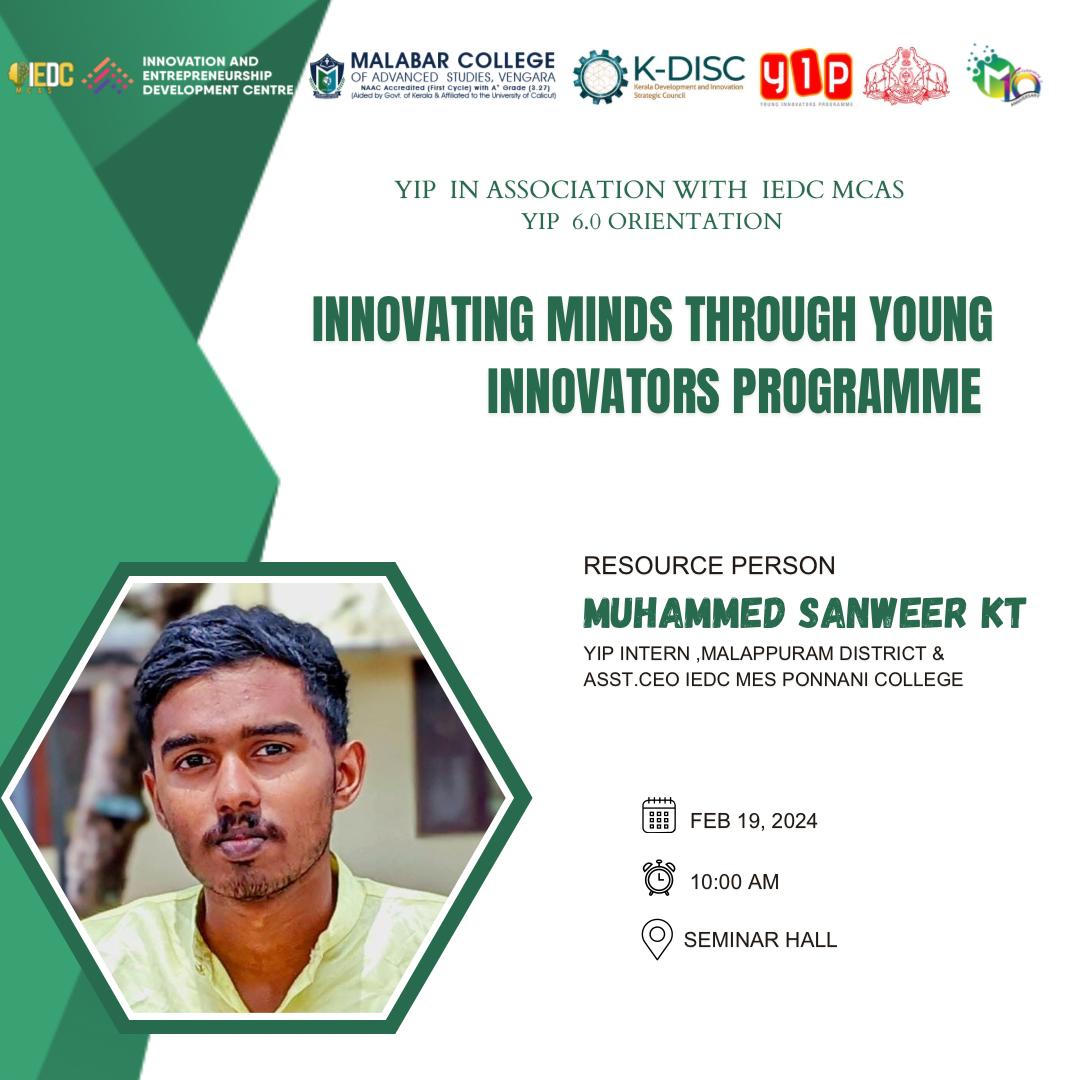 IEDC
MCAS
INNOVATION AND
ENTREPRENEURSHIP
DEVELOPMENT CENTRE
MALABAR COLLEGE
OF ADVANCED STUDIES, VENGARA
NAAC Accredited (First Cycle) with A+ Grade (3.27)
(Aided by Govt. of Kerala & Affiliated to the University of Calicut)
K-DISC
Kerala Development and Innovation
Strategic Council
y1p
YOUNG INNOVATORS PROGRAMME
YIP IN ASSOCIATION WITH IEDC MCAS
YIP 6.0 ORIENTATION
INNOVATING MINDS THROUGH YOUNG
INNOVATORS PROGRAMME
RESOURCE PERSON
MUHAMMED SANWEER KT
YIP INTERN ,MALAPPURAM DISTRICT &
ASST.CEO IEDC MES PONNANI COLLEGE
FEB 19, 2024
10:00 AM
SEMINAR HALL